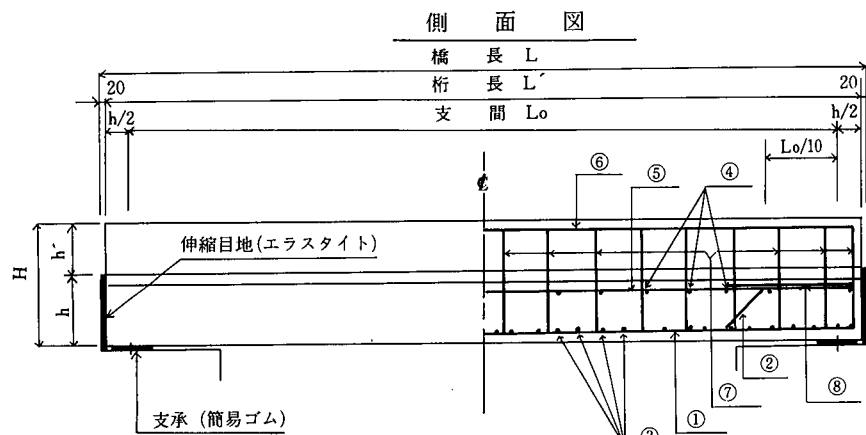 側面図
橋長 L
20 桁長 L´ 20
h/2 支間 Lo h/2
Lo/10
⑥ ⑤ ④
℄
伸縮目地(エラスタイト)
H h´
h
② ⑧
⑦
支承 (簡易ゴム) ③ ①